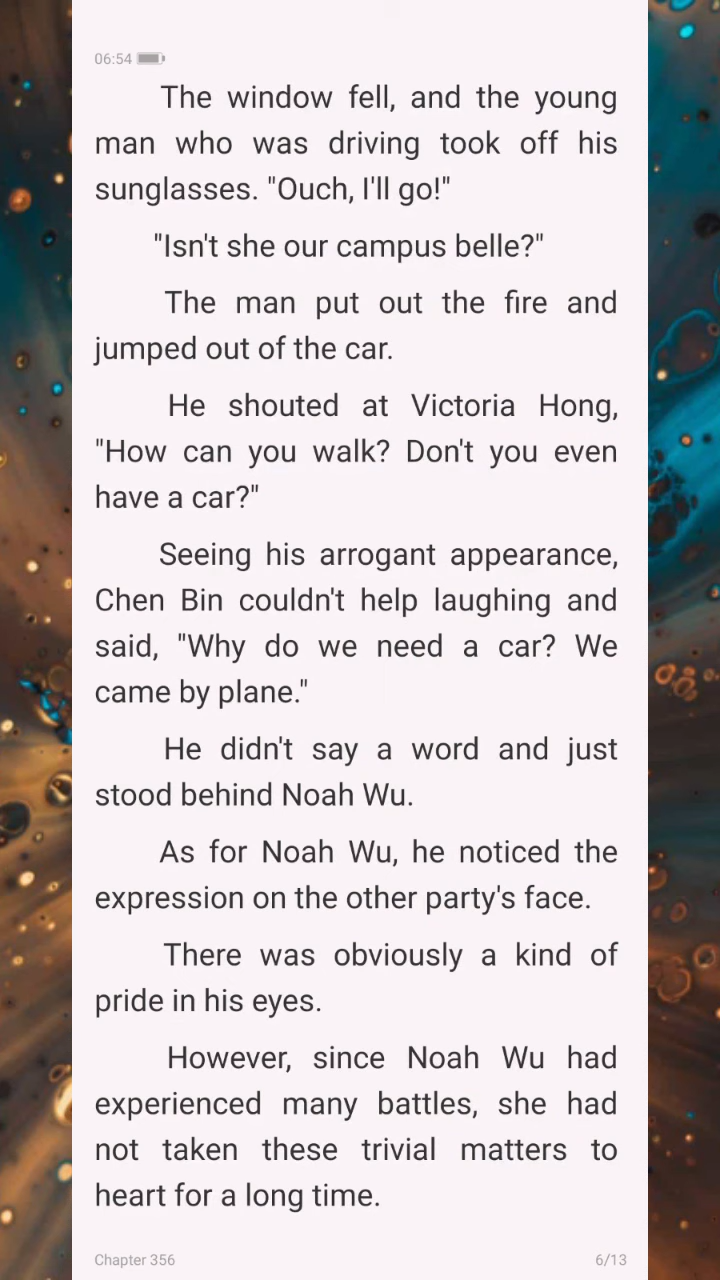 06:54
The window fell, and the young
man who was driving took off his
sunglasses. "Ouch, I'll go!"
"Isn't she our campus belle?"
The man put out the fire and
jumped out of the car.
He shouted at Victoria Hong,
"How can you walk? Don't you even
have a car?"
Seeing his arrogant appearance,
Chen Bin couldn't help laughing and
said, "Why do we need a car? We
came by plane."
He didn't say a word and just
stood behind Noah Wu.
As for Noah Wu, he noticed the
expression on the other party's face.
There was obviously a kind of
pride in his eyes.
However, since Noah Wu had
experienced many battles, she had
not taken these trivial matters to
heart for a long time.
Chapter 356 6/13